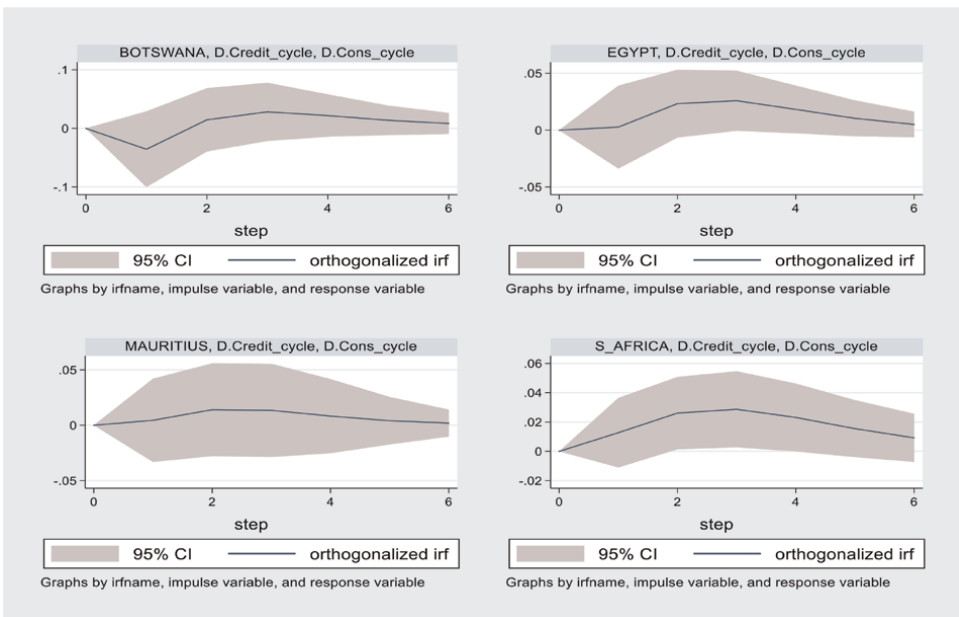 BOTSWANA, D.Credit_cycle, D.Cons_cycle
.1
0
-.1
0 2 4 6
step
95% CI orthogonalized irf
Graphs by irfname, impulse variable, and response variable
EGYPT, D.Credit_cycle, D.Cons_cycle
.05
0
-.05
0 2 4 6
step
95% CI orthogonalized irf
Graphs by irfname, impulse variable, and response variable
MAURITIUS, D.Credit_cycle, D.Cons_cycle
.05
0
-.05
0 2 4 6
step
95% CI orthogonalized irf
Graphs by irfname, impulse variable, and response variable
S_AFRICA, D.Credit_cycle, D.Cons_cycle
.06
.04
.02
0
-.02
0 2 4 6
step
95% CI orthogonalized irf
Graphs by irfname, impulse variable, and response variable